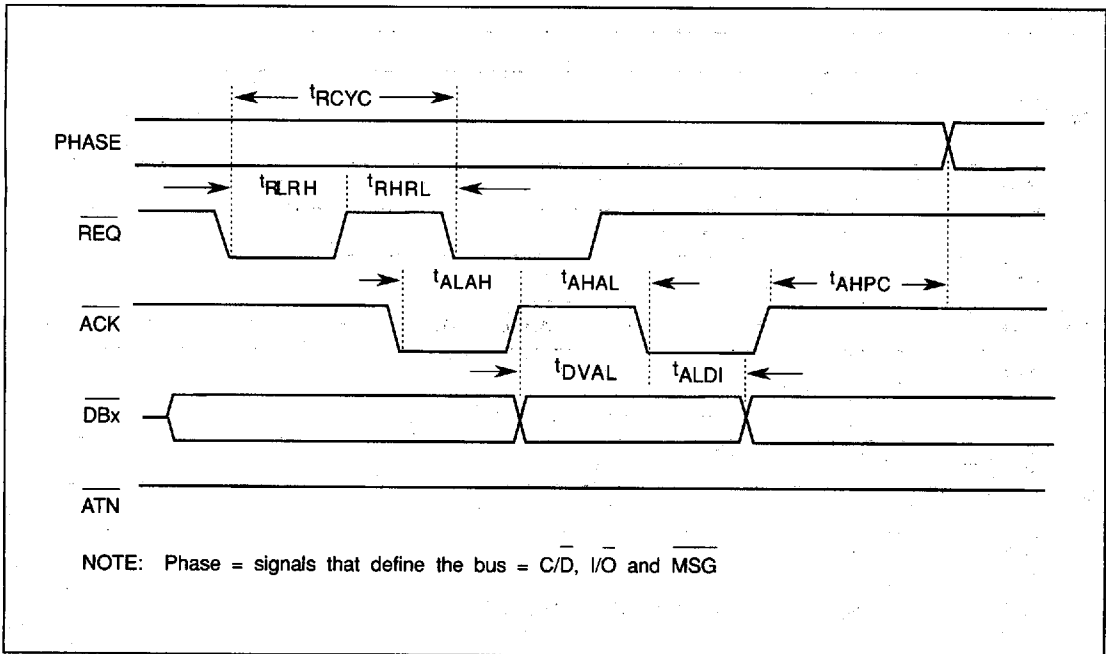 tRCYC
PHASE
tRLRH tRHRL
REQ
tALAH tAHAL tAHPC
ACK
tDVAL tALDI
DBx
ATN
NOTE: Phase = signals that define the bus = C/D̅, I/O̅ and M̅S̅G̅